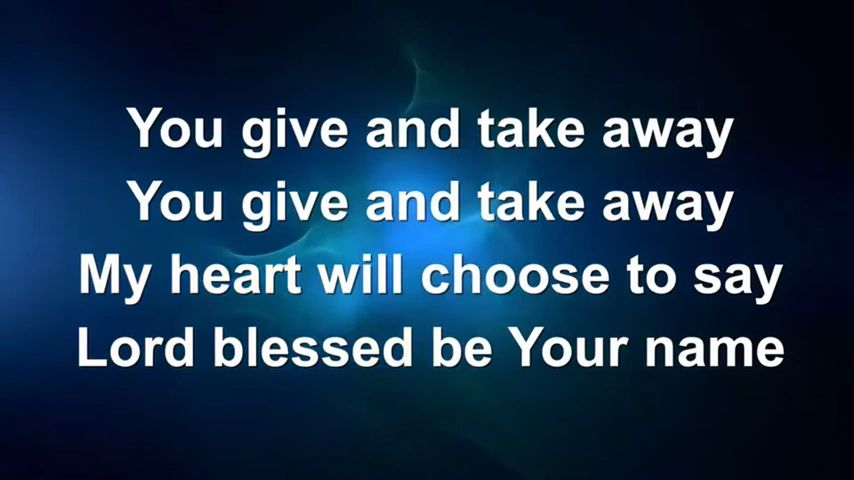 You give and take away
You give and take away
My heart will choose to say
Lord blessed be Your name